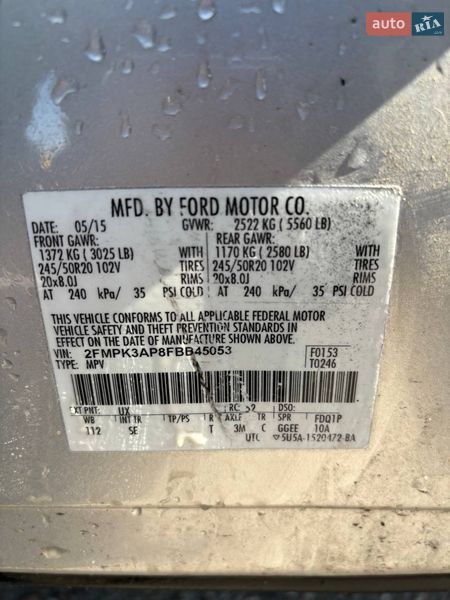 auto RIA
.com
MFD. BY FORD MOTOR CO.
DATE: 05/15 GVWR: 2522 KG ( 5560 LB)
FRONT GAWR: REAR GAWR:
1372 KG ( 3025 LB) WITH 1170 KG ( 2580 LB) WITH
245/50R20 102V TIRES 245/50R20 102V TIRES
20x8.0J RIMS 20x8.0J RIMS
AT 240 kPa/ 35 PSI COLD AT 240 kPa/ 35 PSI COLD
THIS VEHICLE CONFORMS TO ALL APPLICABLE FEDERAL MOTOR
VEHICLE SAFETY AND THEFT PREVENTION STANDARDS IN
EFFECT ON THE DATE OF MANUFACTURE SHOWN ABOVE.
VIN: 2FMPK3AP8FBB45053 F0153
TYPE: MPV T0246
EXT PNT: UX RC: 52 DSO:
WB INT TR TP/PS R AXLE TR SPR FDQ1P
112 SE T 3M C GGEE 10A
UTC ▽5U5A-1520472-BA